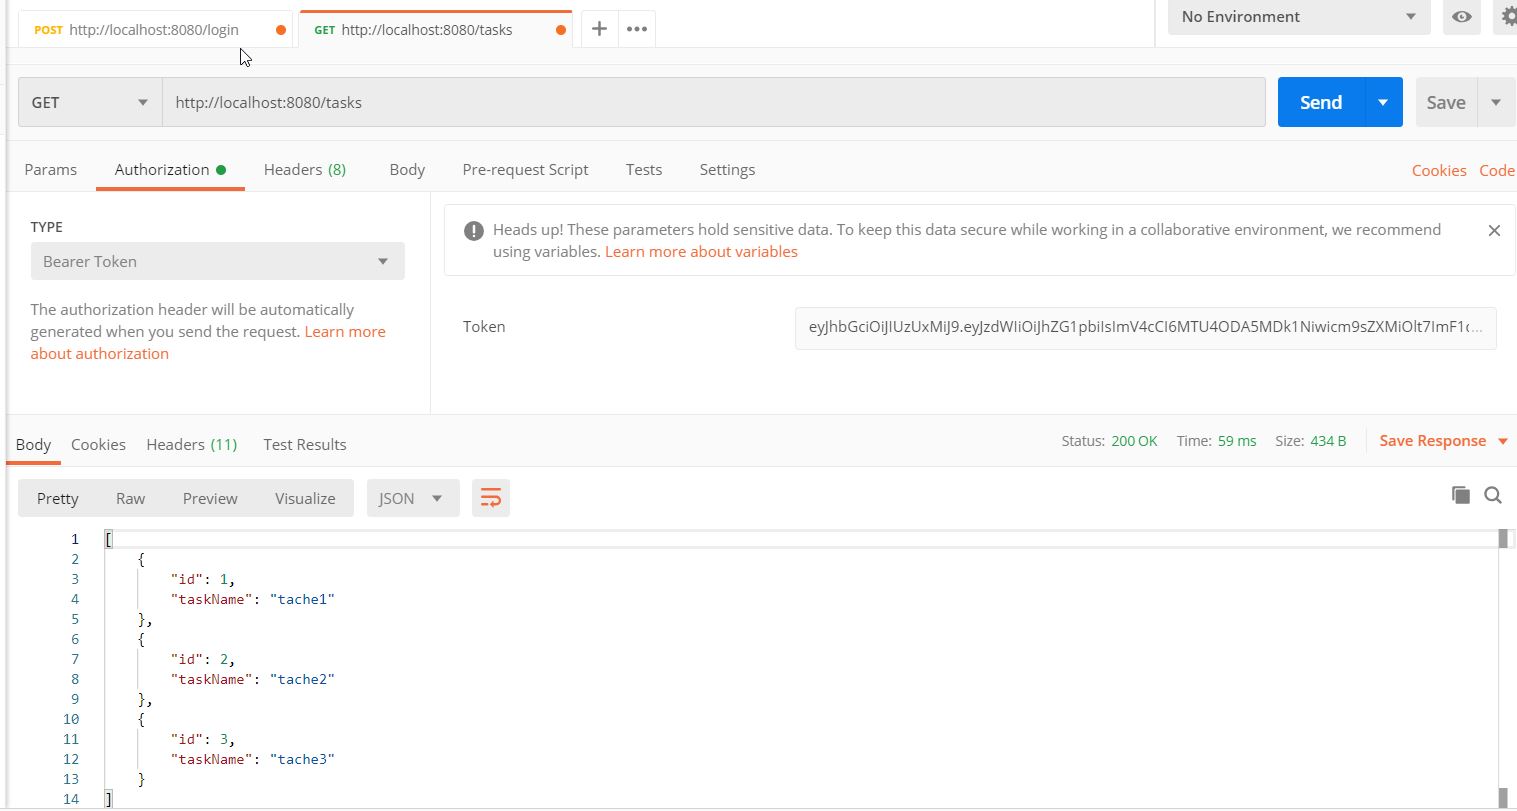 POST http://localhost:8080/login GET http://localhost:8080/tasks No Environment
GET http://localhost:8080/tasks Send Save
Params Authorization Headers (8) Body Pre-request Script Tests Settings Cookies Code
TYPE
Bearer Token
The authorization header will be automatically
generated when you send the request. Learn more
about authorization
Heads up! These parameters hold sensitive data. To keep this data secure while working in a collaborative environment, we recommend
using variables. Learn more about variables
Token eyJhbGciOiJIUzUxMiJ9.eyJzdWIiOiJhZG1pbiIsImV4cCI6MTU4ODA5MDk1Niwicm9sZXMiOlt7ImF1c...
Body Cookies Headers (11) Test Results Status: 200 OK Time: 59 ms Size: 434 B Save Response
Pretty Raw Preview Visualize JSON
1 [
2 {
3 "id": 1,
4 "taskName": "tache1"
5 },
6 {
7 "id": 2,
8 "taskName": "tache2"
9 },
10 {
11 "id": 3,
12 "taskName": "tache3"
13 }
14 ]